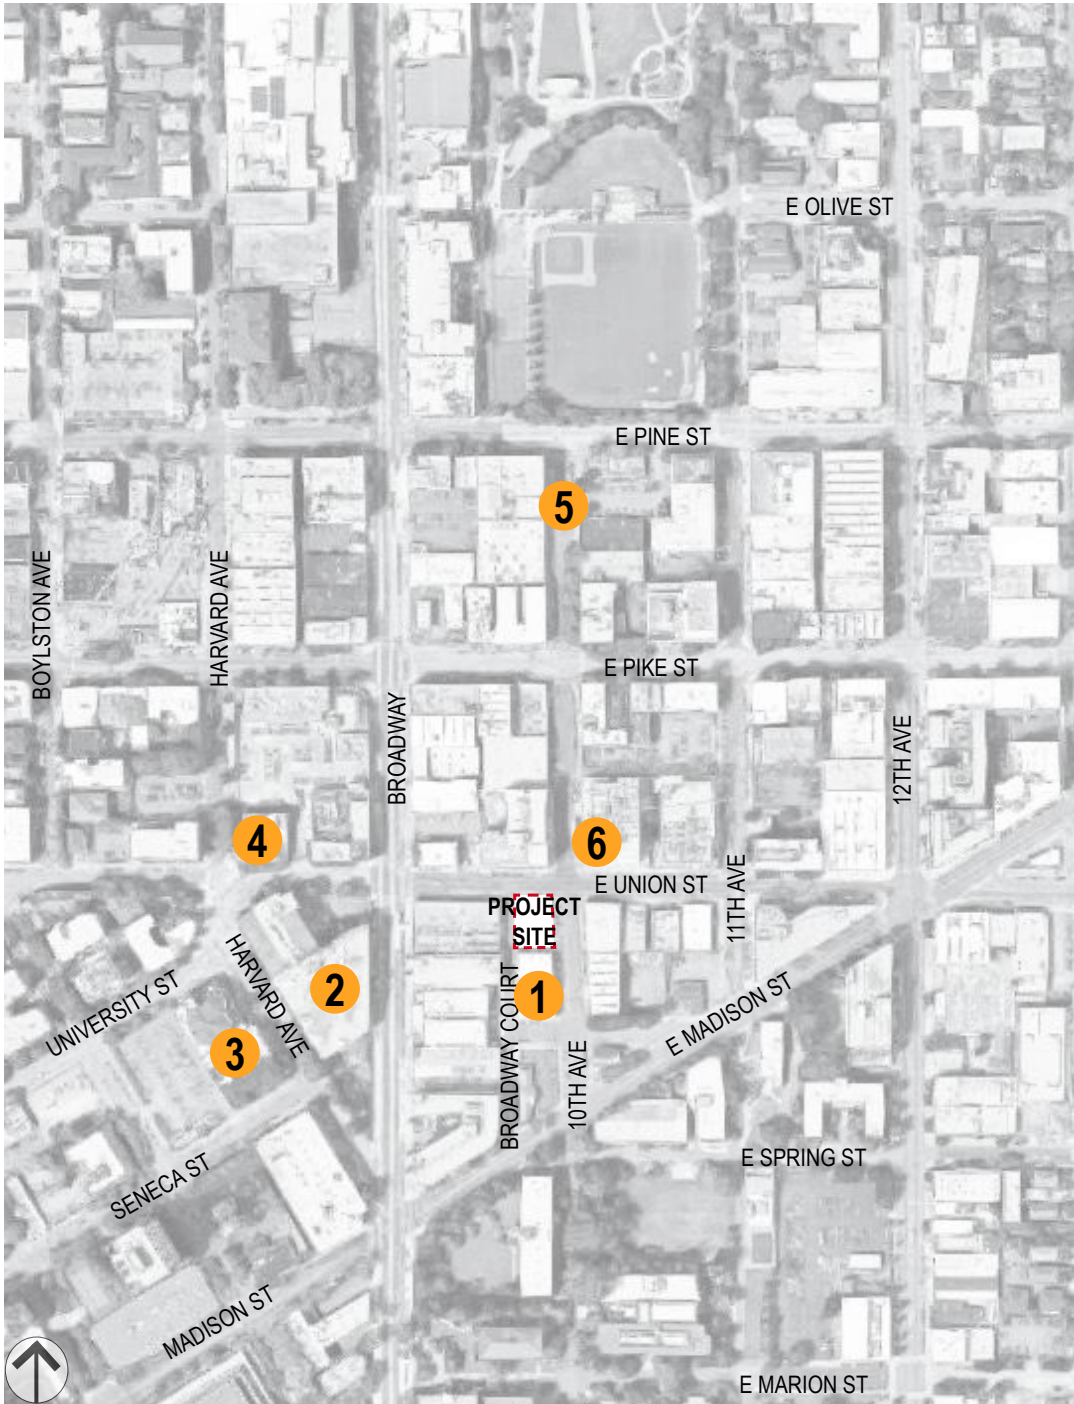 E OLIVE ST
E PINE ST
5
BOYLSTON AVE
HARVARD AVE
E PIKE ST
BROADWAY
12TH AVE
4
6
11TH AVE
E UNION ST
PROJECT
SITE
HARVARD AVE
2
1
UNIVERSITY ST
3
BROADWAY COURT
10TH AVE
E MADISON ST
SENECA ST
E SPRING ST
MADISON ST
E MARION ST